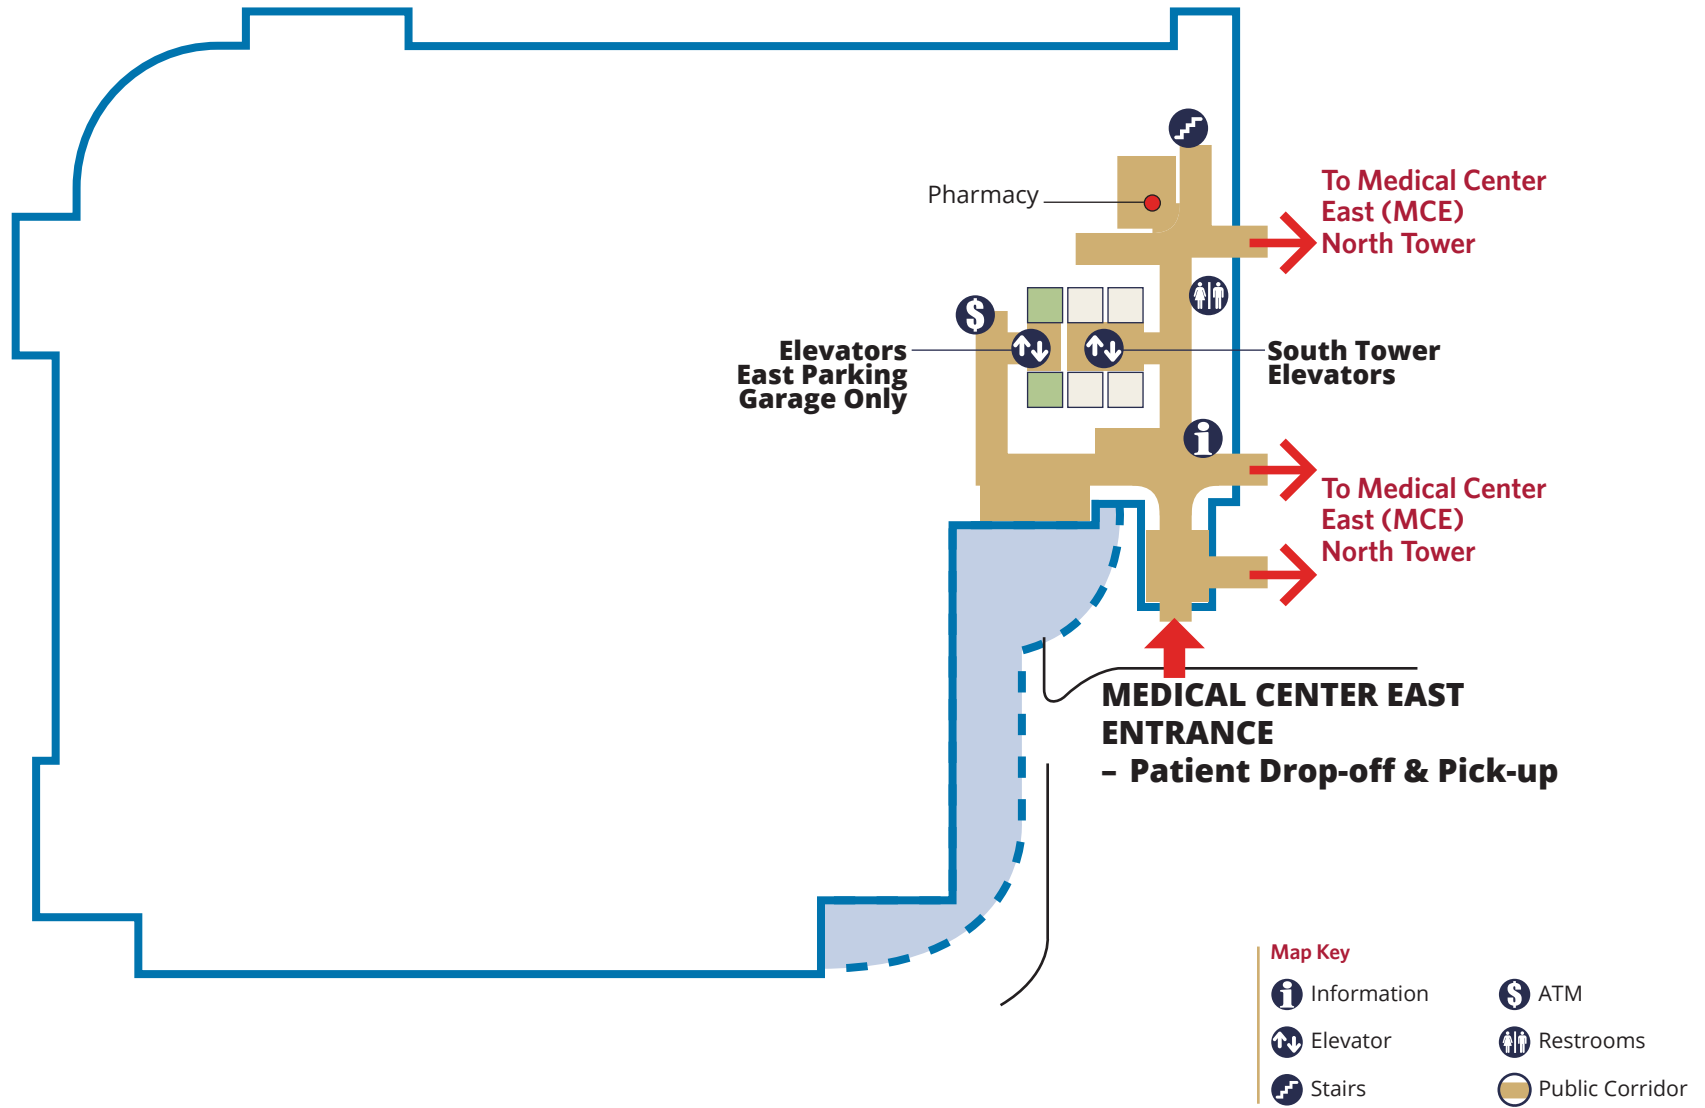 Pharmacy
To Medical Center
East (MCE)
North Tower
Elevators
East Parking
Garage Only
South Tower
Elevators
To Medical Center
East (MCE)
North Tower
MEDICAL CENTER EAST
ENTRANCE
– Patient Drop-off & Pick-up
Map Key
Information
ATM
Elevator
Restrooms
Stairs
Public Corridor